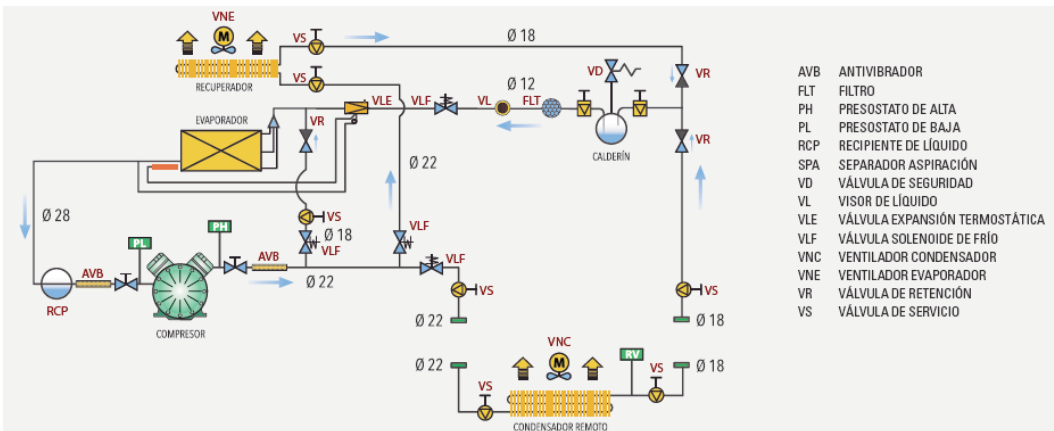 VNE
M
VS
Ø 18
VS
RECUPERADOR
VD
VR
Ø 12
VLE
VLF
VL
FLT
EVAPORADOR
VR
VR
CALDERÍN
Ø 22
Ø 28
VS
PH
Ø 18
PL
VLF
VLF
AVB
VLF
AVB
Ø 22
RCP
VS
VS
COMPRESOR
Ø 22
Ø 18
VNC
M
RV
Ø 22
Ø 18
VS
VS
CONDENSADOR REMOTO
AVB ANTIVIBRADOR
FLT FILTRO
PH PRESOSTATO DE ALTA
PL PRESOSTATO DE BAJA
RCP RECIPIENTE DE LÍQUIDO
SPA SEPARADOR ASPIRACIÓN
VD VÁLVULA DE SEGURIDAD
VL VISOR DE LÍQUIDO
VLE VÁLVULA EXPANSIÓN TERMOSTÁTICA
VLF VÁLVULA SOLENOIDE DE FRÍO
VNC VENTILADOR CONDENSADOR
VNE VENTILADOR EVAPORADOR
VR VÁLVULA DE RETENCIÓN
VS VÁLVULA DE SERVICIO